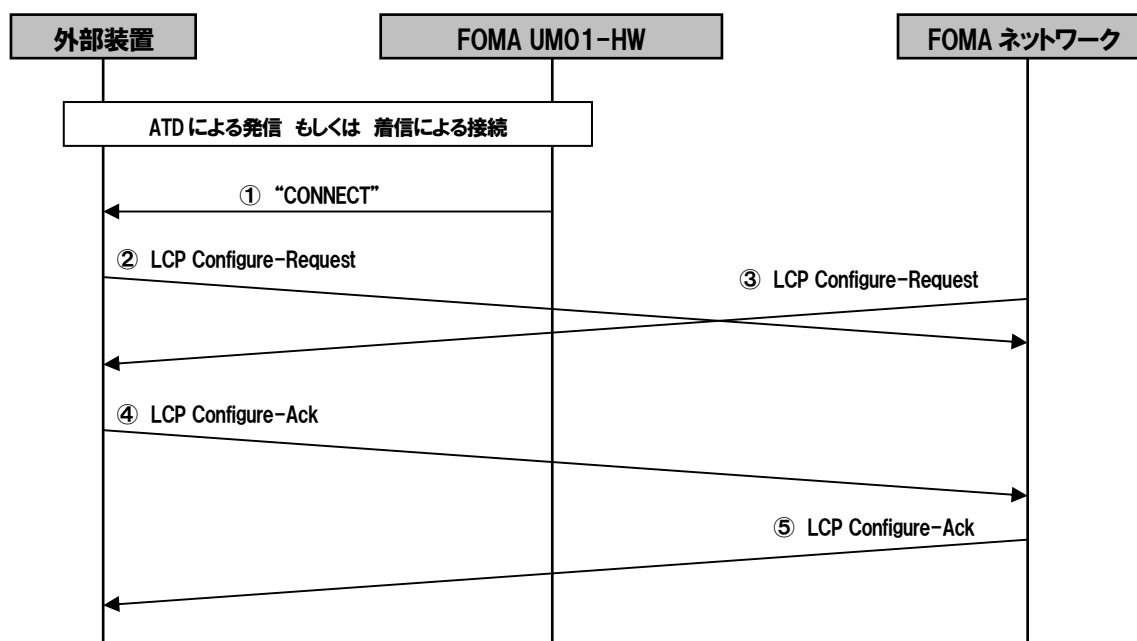 外部装置
FOMA UM01-HW
FOMA ネットワーク
ATD による発信 もしくは 着信による接続
① “CONNECT”
② LCP Configure-Request
③ LCP Configure-Request
④ LCP Configure-Ack
⑤ LCP Configure-Ack